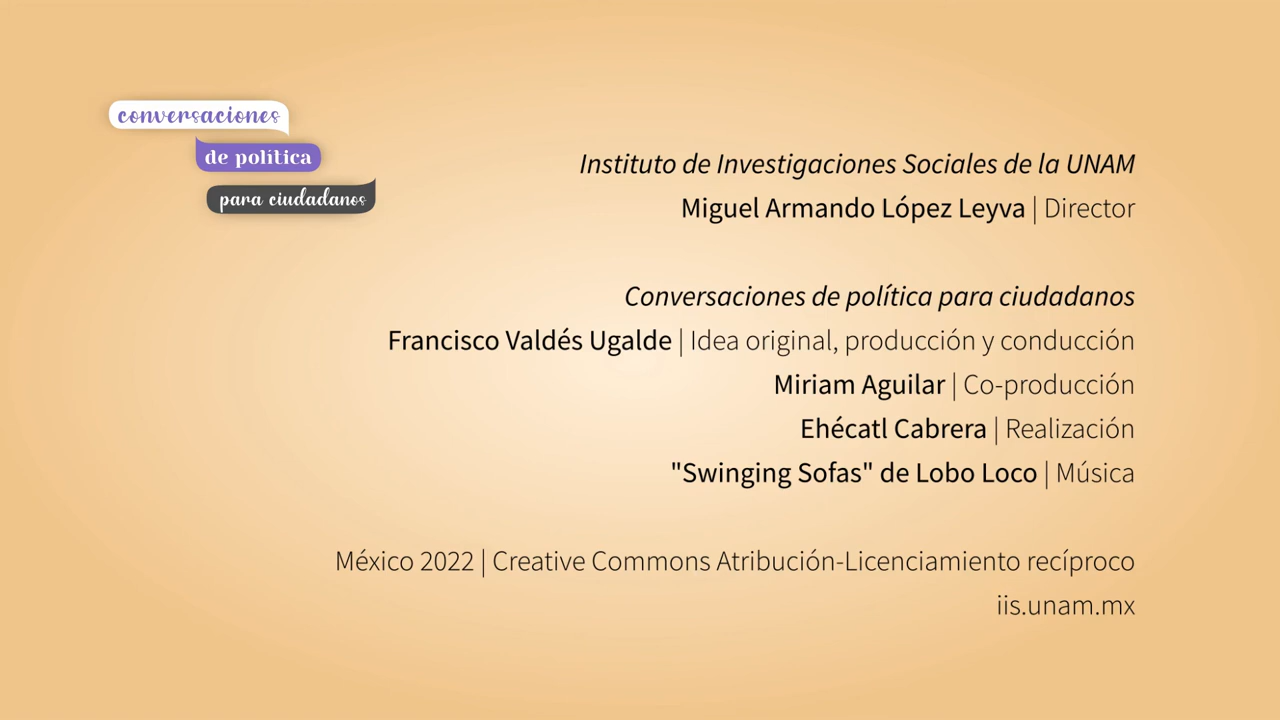 conversaciones
de política
para ciudadanos
Instituto de Investigaciones Sociales de la UNAM
Miguel Armando López Leyva | Director
Conversaciones de política para ciudadanos
Francisco Valdés Ugalde | Idea original, producción y conducción
Miriam Aguilar | Co-producción
Ehécatl Cabrera | Realización
"Swinging Sofas" de Lobo Loco | Música
México 2022 | Creative Commons Atribución-Licenciamiento recíproco
iis.unam.mx